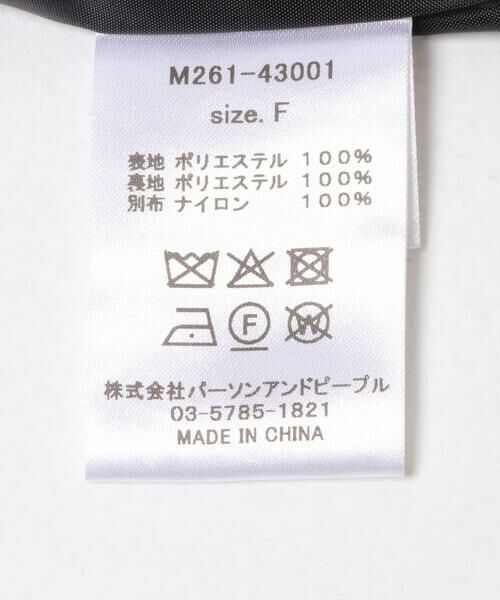 M261-43001
size. F
表地 ポリエステル 100%
裏地 ポリエステル 100%
別布 ナイロン 100%
F
W
株式会社パーソンアンドピープル
03-5785-1821
MADE IN CHINA